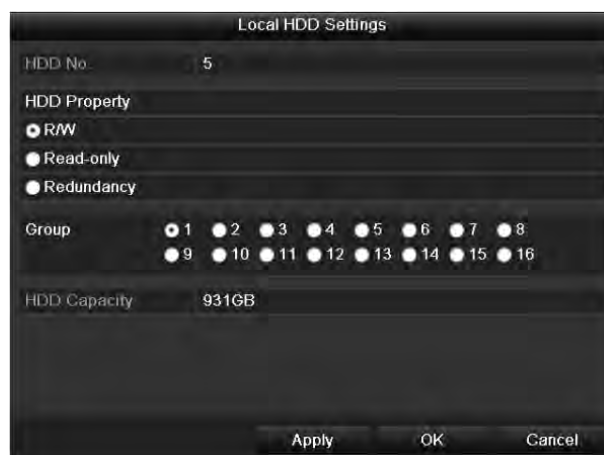 Local HDD Settings
HDD No. 5
HDD Property
R/W
Read-only
Redundancy
Group 1 2 3 4 5 6 7 8
9 10 11 12 13 14 15 16
HDD Capacity 931GB
Apply OK Cancel